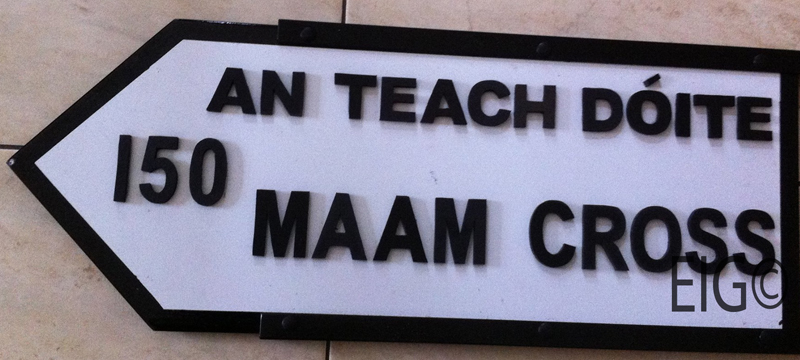 AN TEACH DÓITE
150
MAAM CROSS
EIG©